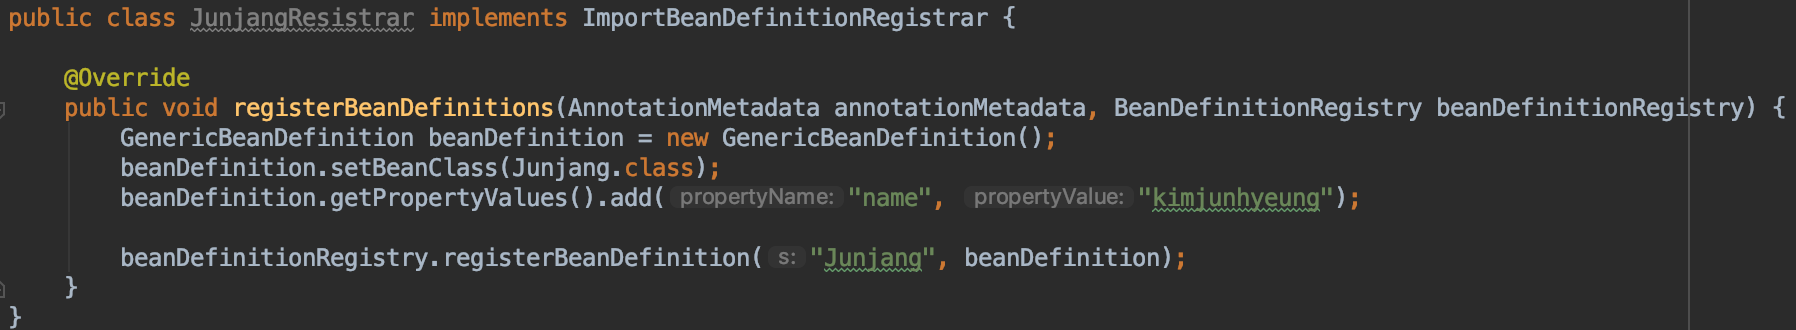 public class JunjangResistrar implements ImportBeanDefinitionRegistrar {
@Override
public void registerBeanDefinitions(AnnotationMetadata annotationMetadata, BeanDefinitionRegistry beanDefinitionRegistry) {
GenericBeanDefinition beanDefinition = new GenericBeanDefinition();
beanDefinition.setBeanClass(Junjang.class);
beanDefinition.getPropertyValues().add( propertyName: "name", propertyValue: "kimjunhyeung");
beanDefinitionRegistry.registerBeanDefinition( s: "Junjang", beanDefinition);
}
}